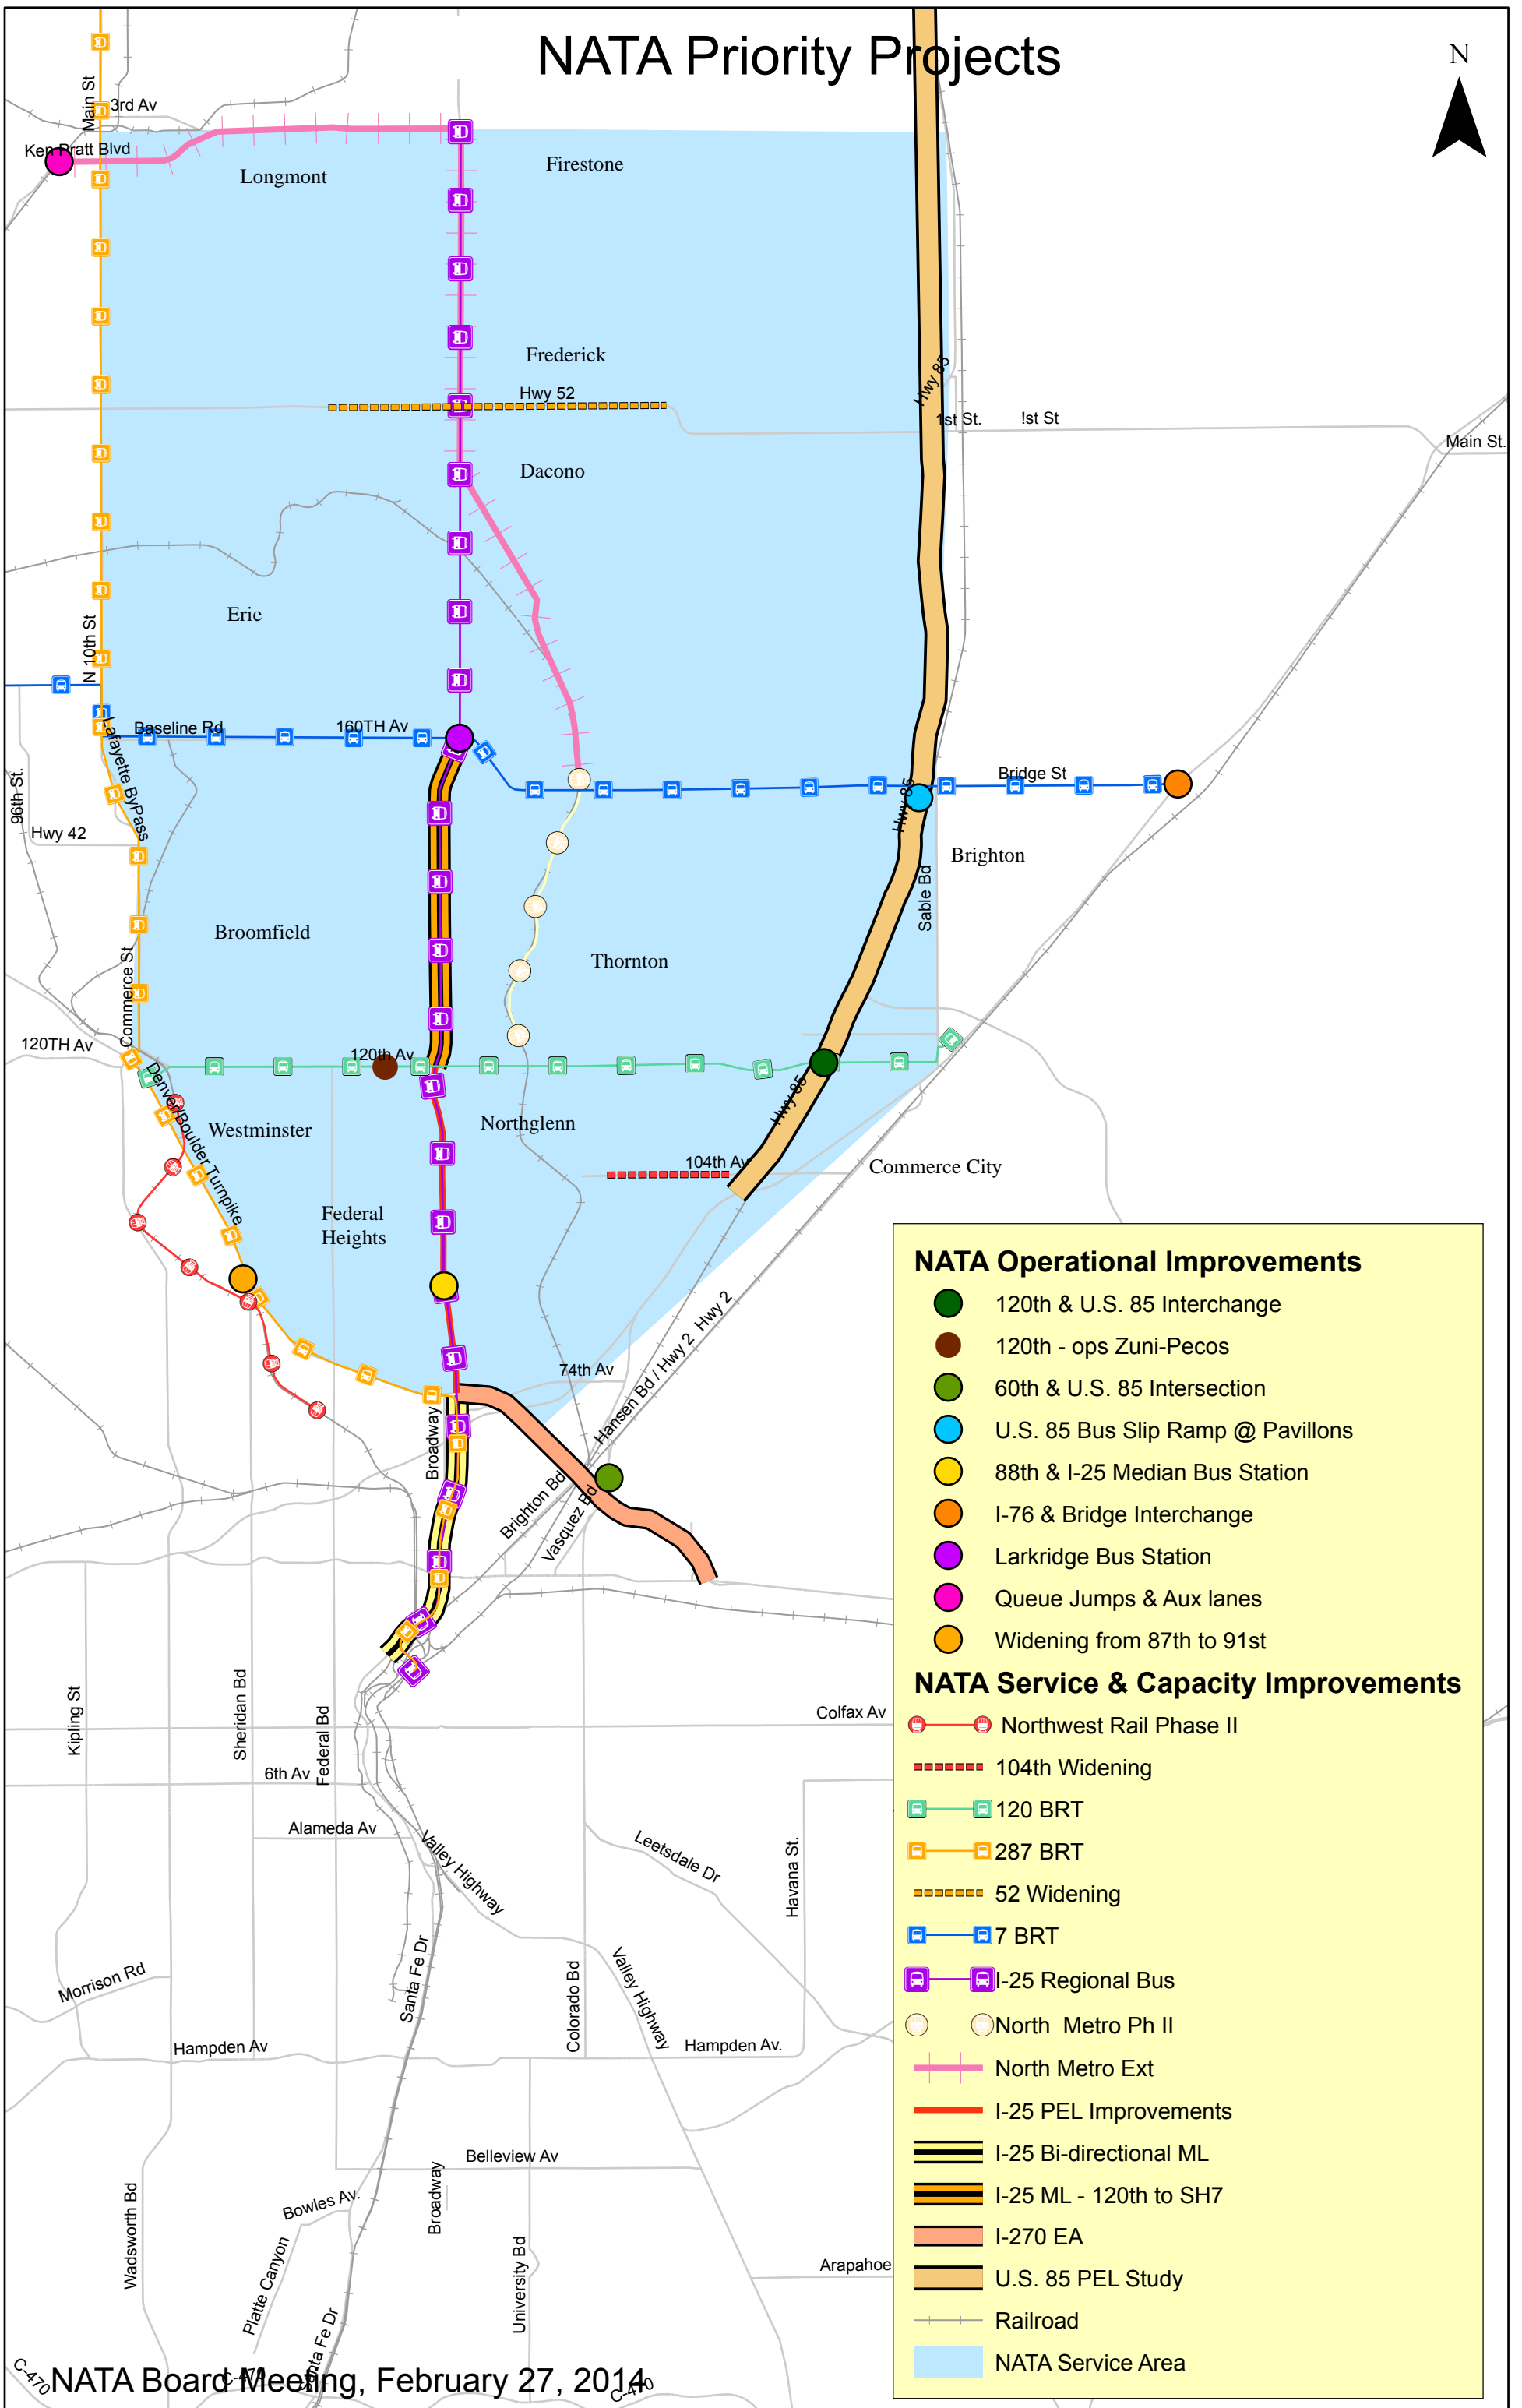 NATA Priority Projects
N
Main St
3rd Av
Ken Pratt Blvd
Longmont
Firestone
Frederick
Hwy 52
Hwy 85
1st St.
!st St
Main St.
Dacono
Erie
N 10th St
Baseline Rd
160TH Av
Lafayette ByPass
96th St.
Hwy 42
Bridge St
Hwy 85
Brighton
Sable Bd
Broomfield
Thornton
Commerce St
120TH Av
120th Av
Denver/Boulder Turnpike
Westminster
Northglenn
Hwy 85
104th Av
Commerce City
Federal
Heights
74th Av
Hansen Bd / Hwy 2
Hwy 2
Broadway
Brighton Bd
Vasquez Bd
Kipling St
Sheridan Bd
Federal Bd
Colfax Av
6th Av
Alameda Av
Valley Highway
Leetsdale Dr
Havana St.
Morrison Rd
Santa Fe Dr
Colorado Bd
Valley Highway
Hampden Av
Hampden Av.
Belleview Av
Broadway
Bowles Av.
Wadsworth Bd
Platte Canyon
University Bd
Arapahoe
Santa Fe Dr
C-470
C-470
C-470
NATA Board Meeting, February 27, 2014
NATA Operational Improvements
120th & U.S. 85 Interchange
120th - ops Zuni-Pecos
60th & U.S. 85 Intersection
U.S. 85 Bus Slip Ramp @ Pavillons
88th & I-25 Median Bus Station
I-76 & Bridge Interchange
Larkridge Bus Station
Queue Jumps & Aux lanes
Widening from 87th to 91st
NATA Service & Capacity Improvements
Northwest Rail Phase II
104th Widening
120 BRT
287 BRT
52 Widening
7 BRT
I-25 Regional Bus
North Metro Ph II
North Metro Ext
I-25 PEL Improvements
I-25 Bi-directional ML
I-25 ML - 120th to SH7
I-270 EA
U.S. 85 PEL Study
Railroad
NATA Service Area